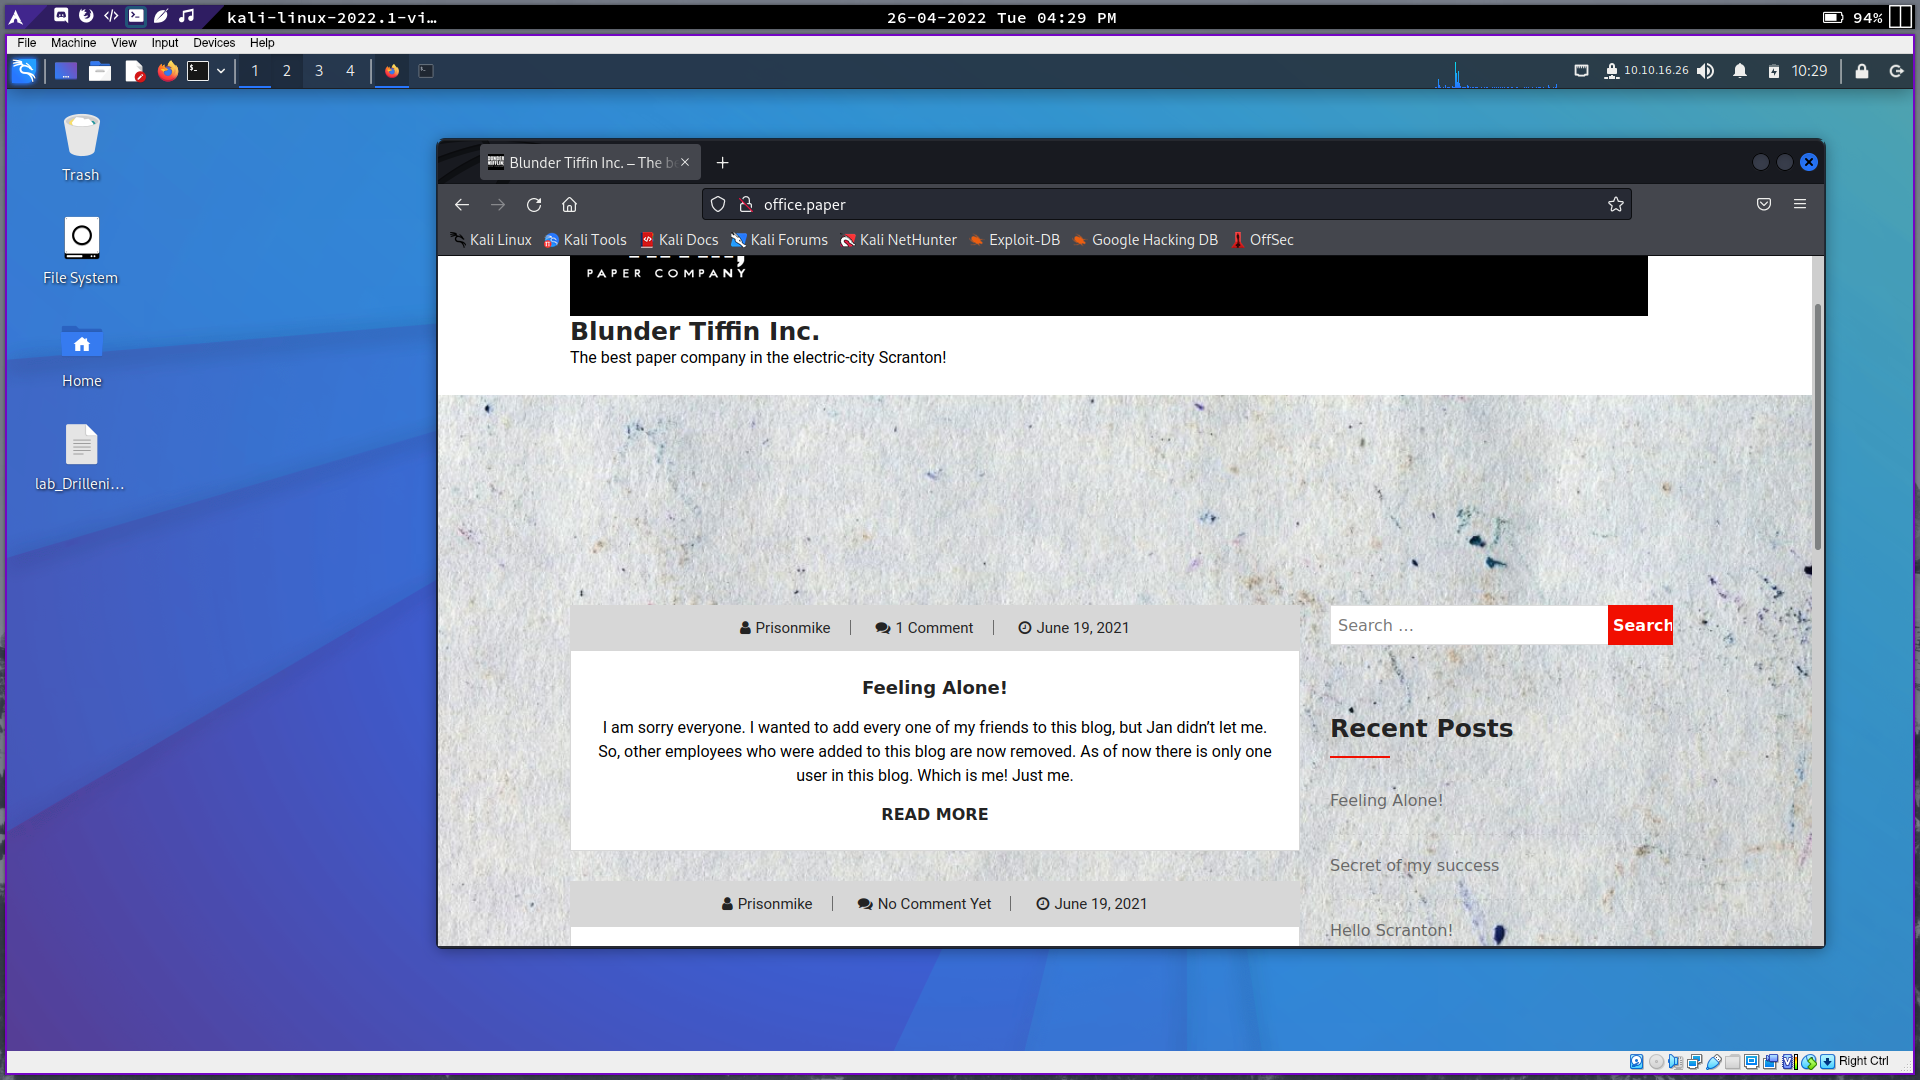 kali-linux-2022.1-vi…
26-04-2022 Tue 04:29 PM
94%
File Machine View Input Devices Help
1 2 3 4
10.10.16.26
10:29
Trash
File System
Home
lab_Drilleni…
Blunder Tiffin Inc. – The b
office.paper
Kali Linux Kali Tools Kali Docs Kali Forums Kali NetHunter Exploit-DB Google Hacking DB OffSec
PAPER COMPANY
Blunder Tiffin Inc.
The best paper company in the electric-city Scranton!
Prisonmike 1 Comment June 19, 2021
Feeling Alone!
I am sorry everyone. I wanted to add every one of my friends to this blog, but Jan didn’t let me.
So, other employees who were added to this blog are now removed. As of now there is only one
user in this blog. Which is me! Just me.
READ MORE
Prisonmike No Comment Yet June 19, 2021
Search …
Search
Recent Posts
Feeling Alone!
Secret of my success
Hello Scranton!
Right Ctrl